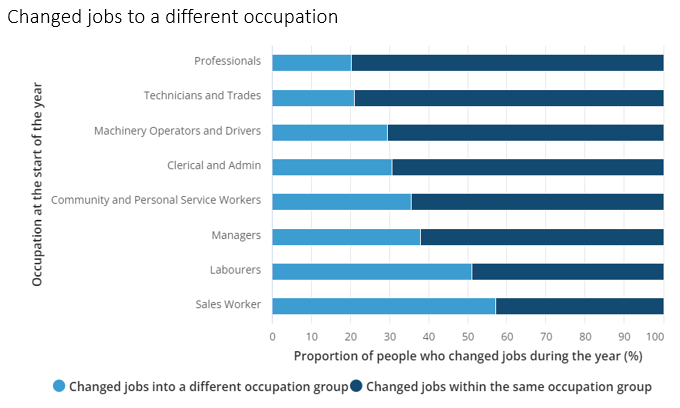 Changed jobs to a different occupation
Occupation at the start of the year
Professionals
Technicians and Trades
Machinery Operators and Drivers
Clerical and Admin
Community and Personal Service Workers
Managers
Labourers
Sales Worker
0 10 20 30 40 50 60 70 80 90 100
Proportion of people who changed jobs during the year (%)
Changed jobs into a different occupation group Changed jobs within the same occupation group